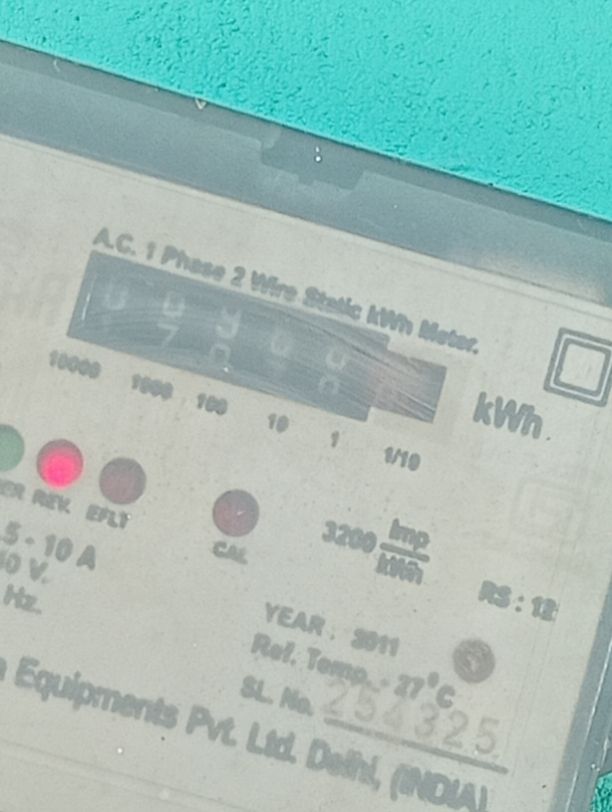 A.C. 1 Phase 2 Wire Static kWh Meter.
10000 1000 100 10 1 1/10
kWh
REV. EFLT
CAL
3200 Imp/kWh
.5 - 10 A
V.
Hz.
RS : 12
YEAR : 2011
Ref. Temp. - 27°C
SL. No. 254325
Equipments Pvt. Ltd. Delhi, (INDIA)